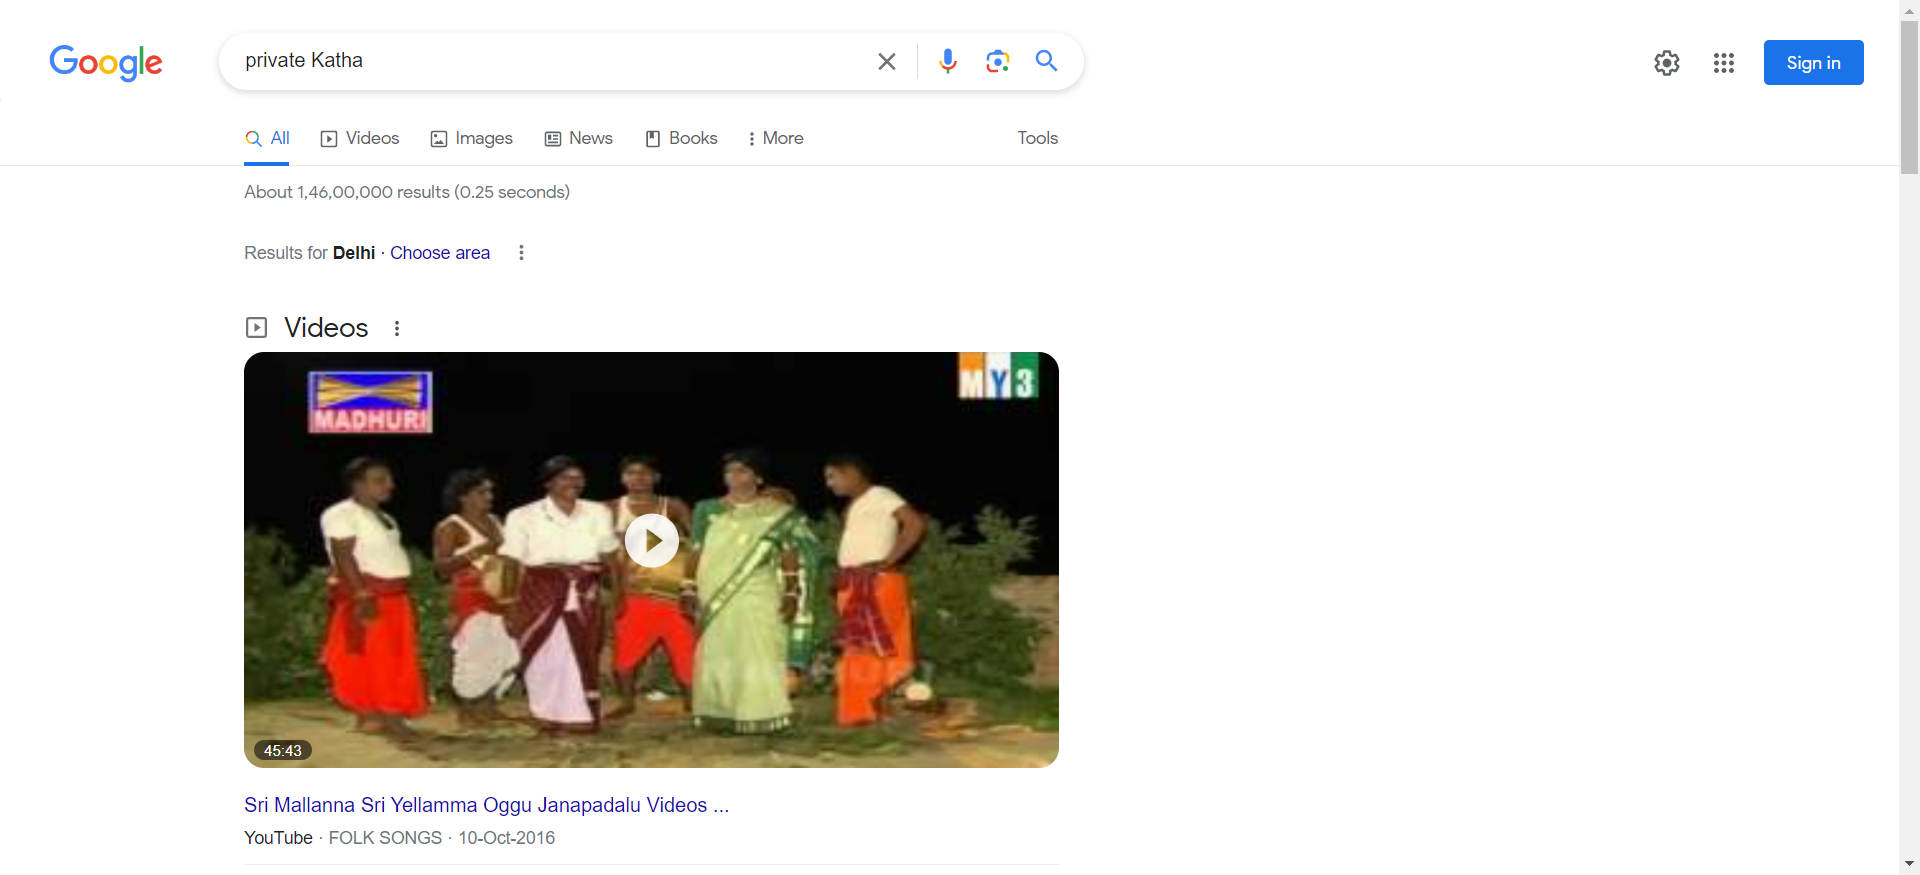 Google
private Katha
Sign in
All Videos Images News Books More Tools
About 1,46,00,000 results (0.25 seconds)
Results for Delhi · Choose area
Videos
MADHURI
MY3
45:43
Sri Mallanna Sri Yellamma Oggu Janapadalu Videos ...
YouTube · FOLK SONGS · 10-Oct-2016